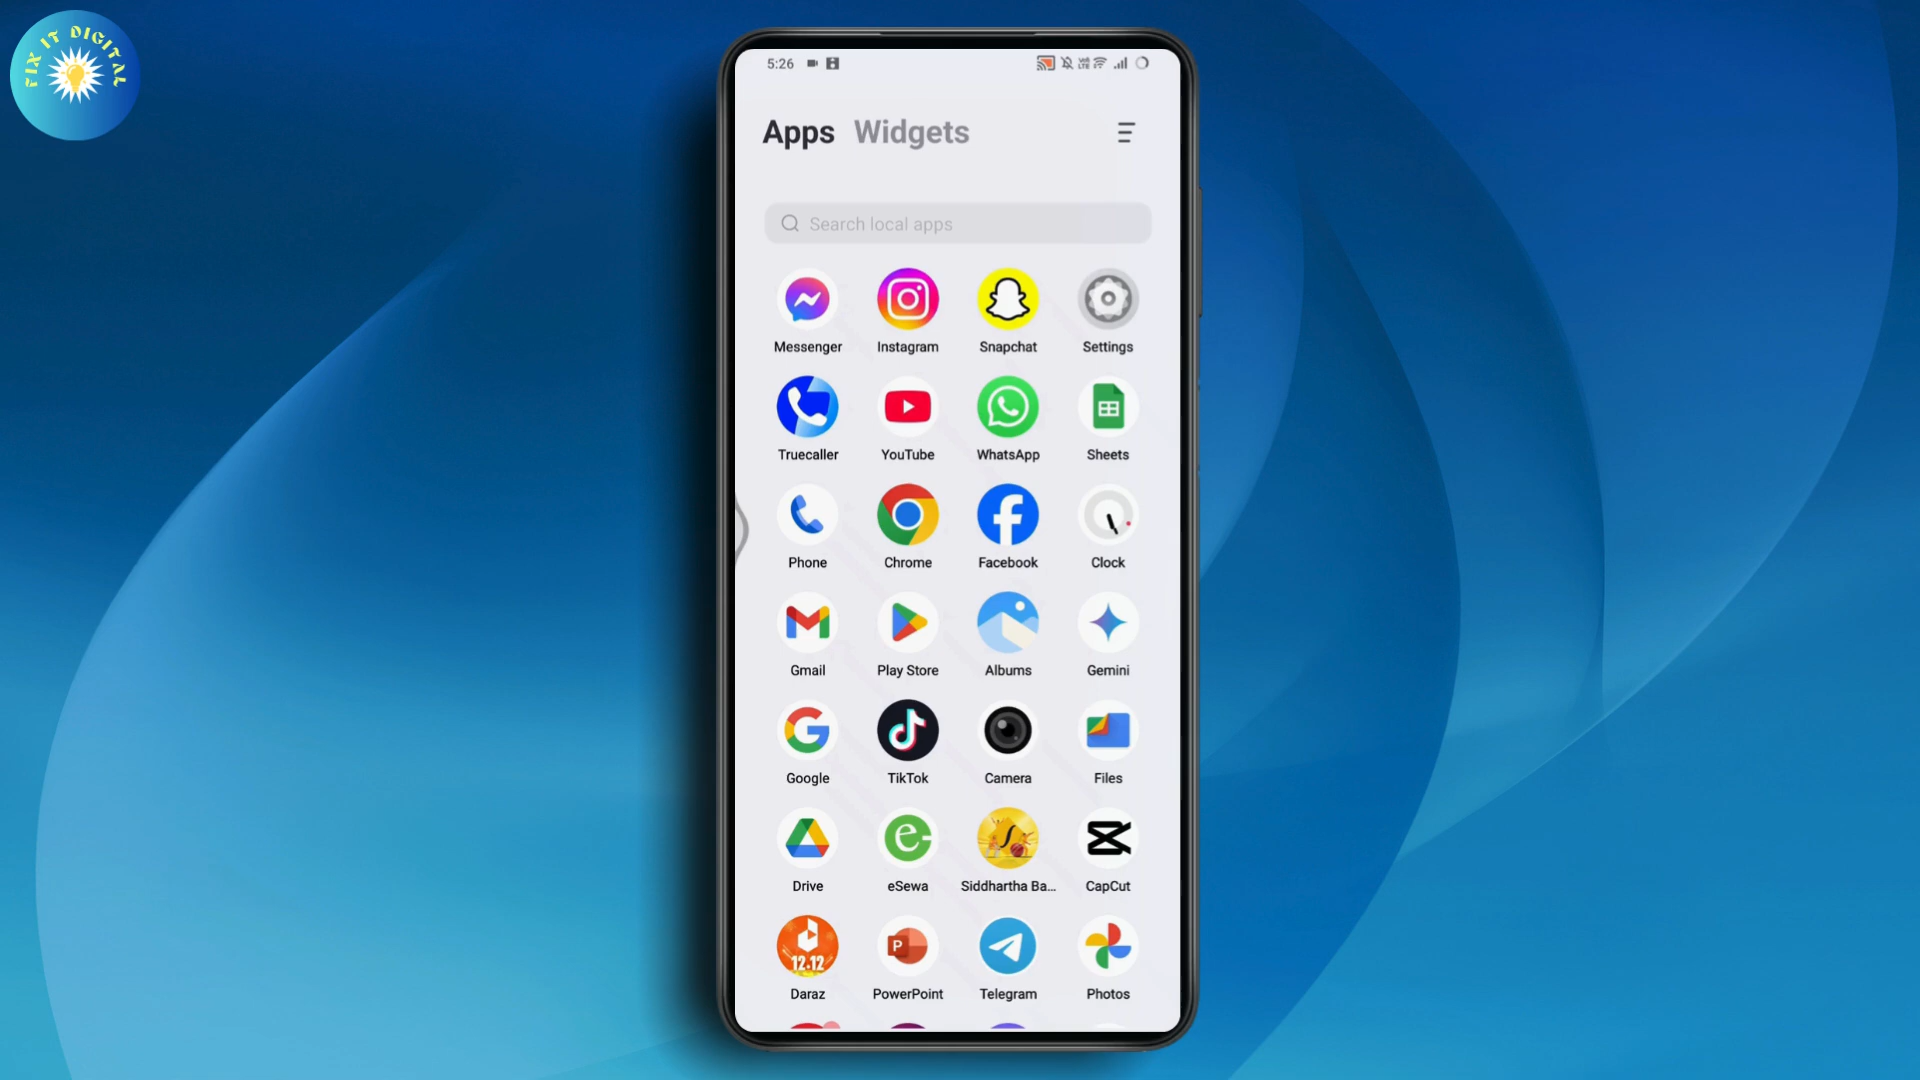 FIX IT DIGITAL
5:26
VoD LTE
Apps Widgets
Search local apps
Messenger Instagram Snapchat Settings
Truecaller YouTube WhatsApp Sheets
Phone Chrome Facebook Clock
Gmail Play Store Albums Gemini
Google TikTok Camera Files
Drive eSewa Siddhartha Ba... CapCut
12.12
P
Daraz PowerPoint Telegram Photos